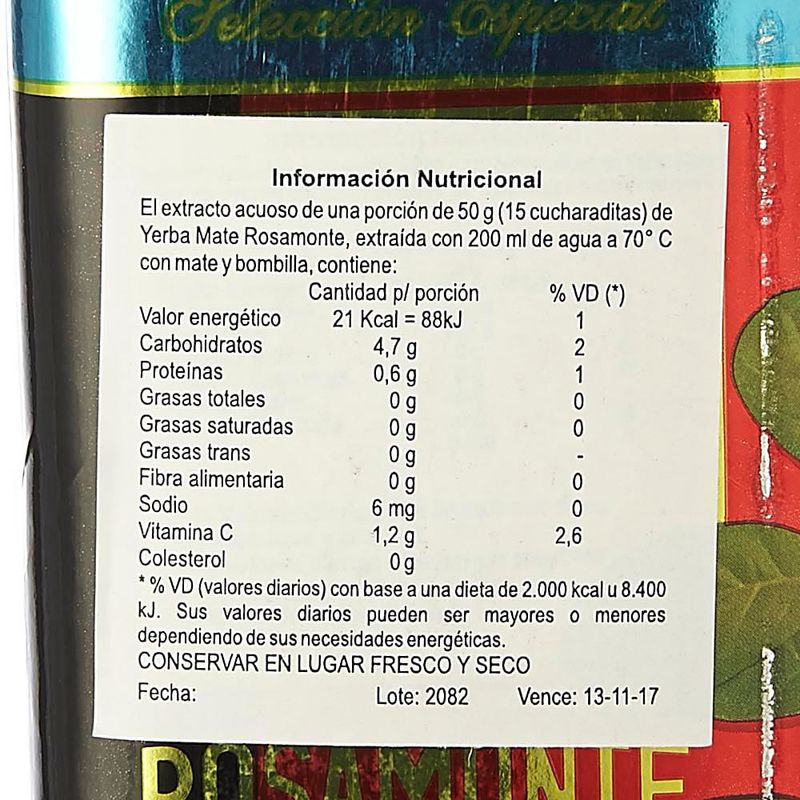 Selección Especial
Información Nutricional
El extracto acuoso de una porción de 50 g (15 cucharaditas) de
Yerba Mate Rosamonte, extraída con 200 ml de agua a 70° C
con mate y bombilla, contiene:
Cantidad p/ porción % VD (*)
Valor energético 21 Kcal = 88kJ 1
Carbohidratos 4,7 g 2
Proteínas 0,6 g 1
Grasas totales 0 g 0
Grasas saturadas 0 g 0
Grasas trans 0 g -
Fibra alimentaria 0 g 0
Sodio 6 mg 0
Vitamina C 1,2 g 2,6
Colesterol 0 g
* % VD (valores diarios) con base a una dieta de 2.000 kcal u 8.400
kJ. Sus valores diarios pueden ser mayores o menores
dependiendo de sus necesidades energéticas.
CONSERVAR EN LUGAR FRESCO Y SECO
Fecha: Lote: 2082 Vence: 13-11-17
ROSAMONTE